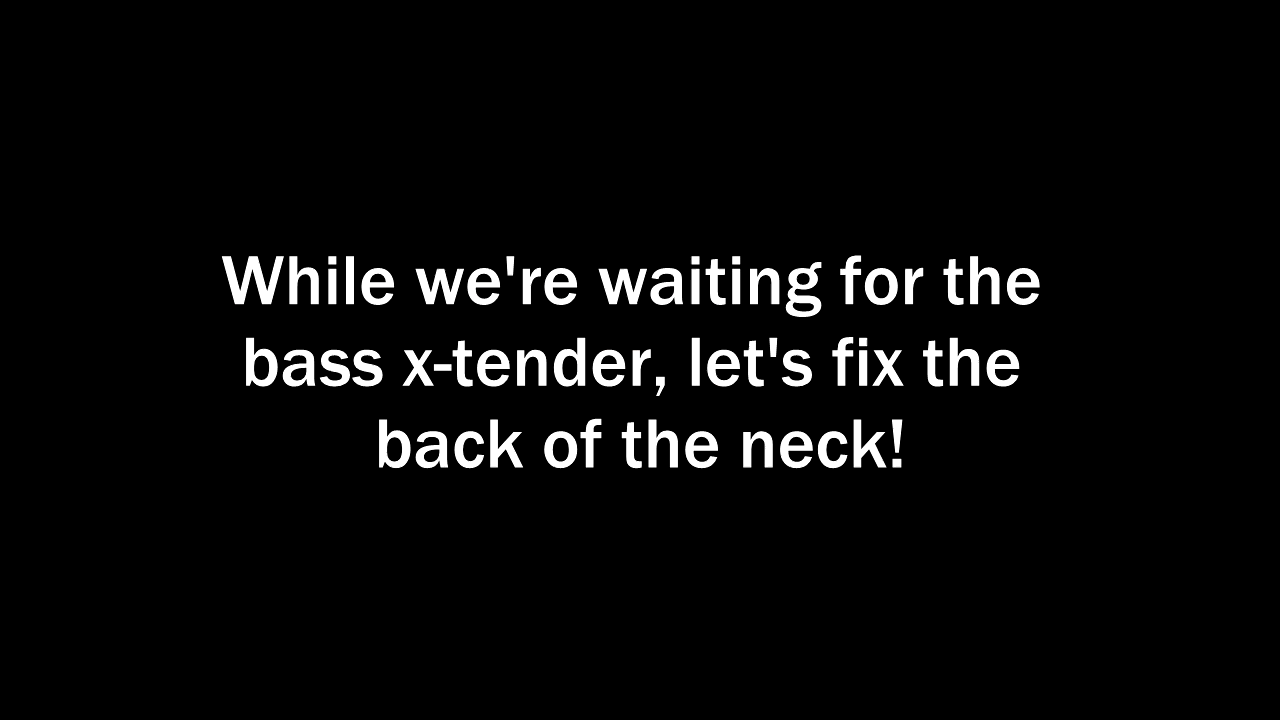 While we're waiting for the
bass x-tender, let's fix the
back of the neck!